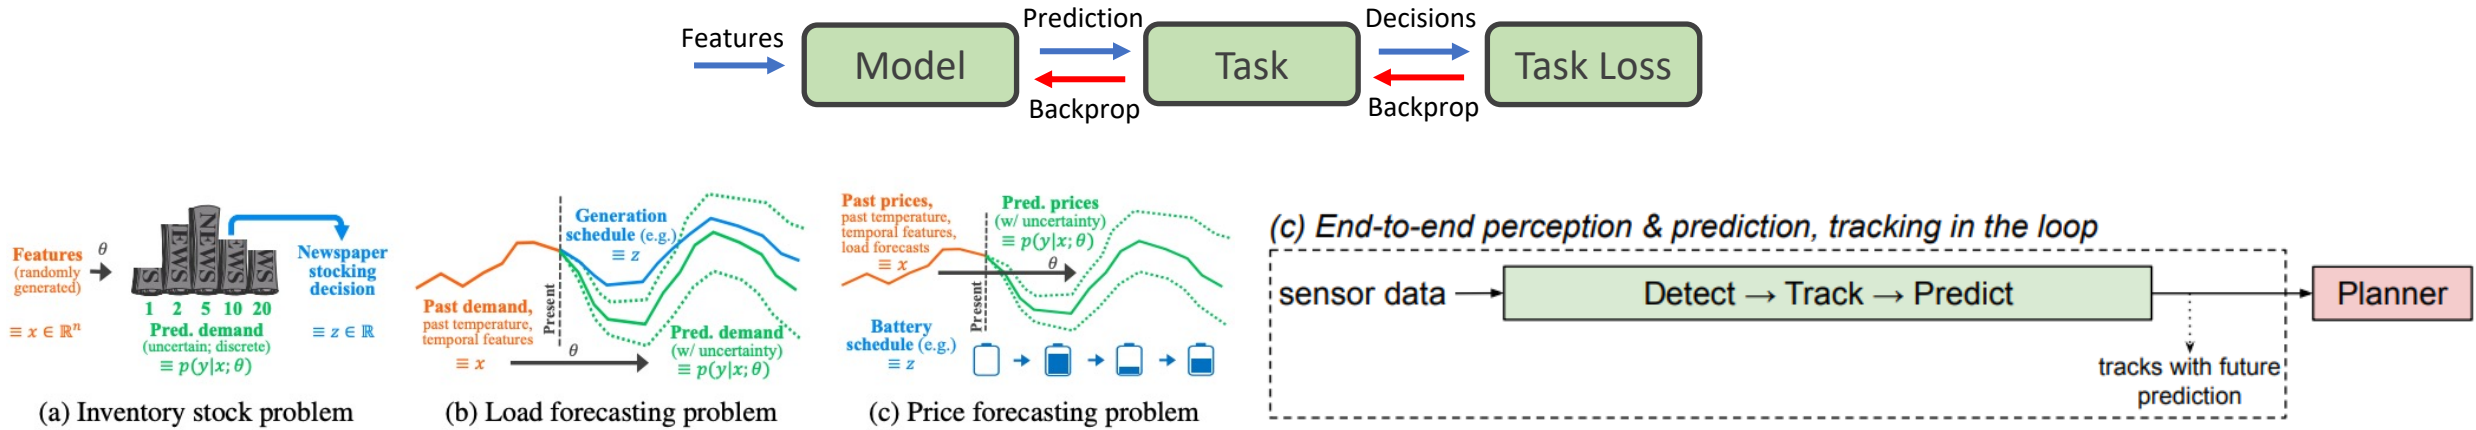 Features
Model
Prediction
Backprop
Task
Decisions
Backprop
Task Loss
Features
(randomly
generated)
≡ x ∈ ℝⁿ
θ
S
NEWS
NEWS
EWS
WS
1 2 5 10 20
Pred. demand
(uncertain; discrete)
≡ p(y|x; θ)
Newspaper
stocking
decision
≡ z ∈ ℝ
(a) Inventory stock problem
Generation
schedule (e.g.)
≡ z
Present
Past demand,
past temperature,
temporal features
≡ x
θ
Pred. demand
(w/ uncertainty)
≡ p(y|x; θ)
(b) Load forecasting problem
Past prices,
past temperature,
temporal features,
load forecasts
≡ x
Pred. prices
(w/ uncertainty)
≡ p(y|x; θ)
θ
Present
Battery
schedule (e.g.)
≡ z
(c) Price forecasting problem
(c) End-to-end perception & prediction, tracking in the loop
sensor data
Detect → Track → Predict
Planner
tracks with future
prediction